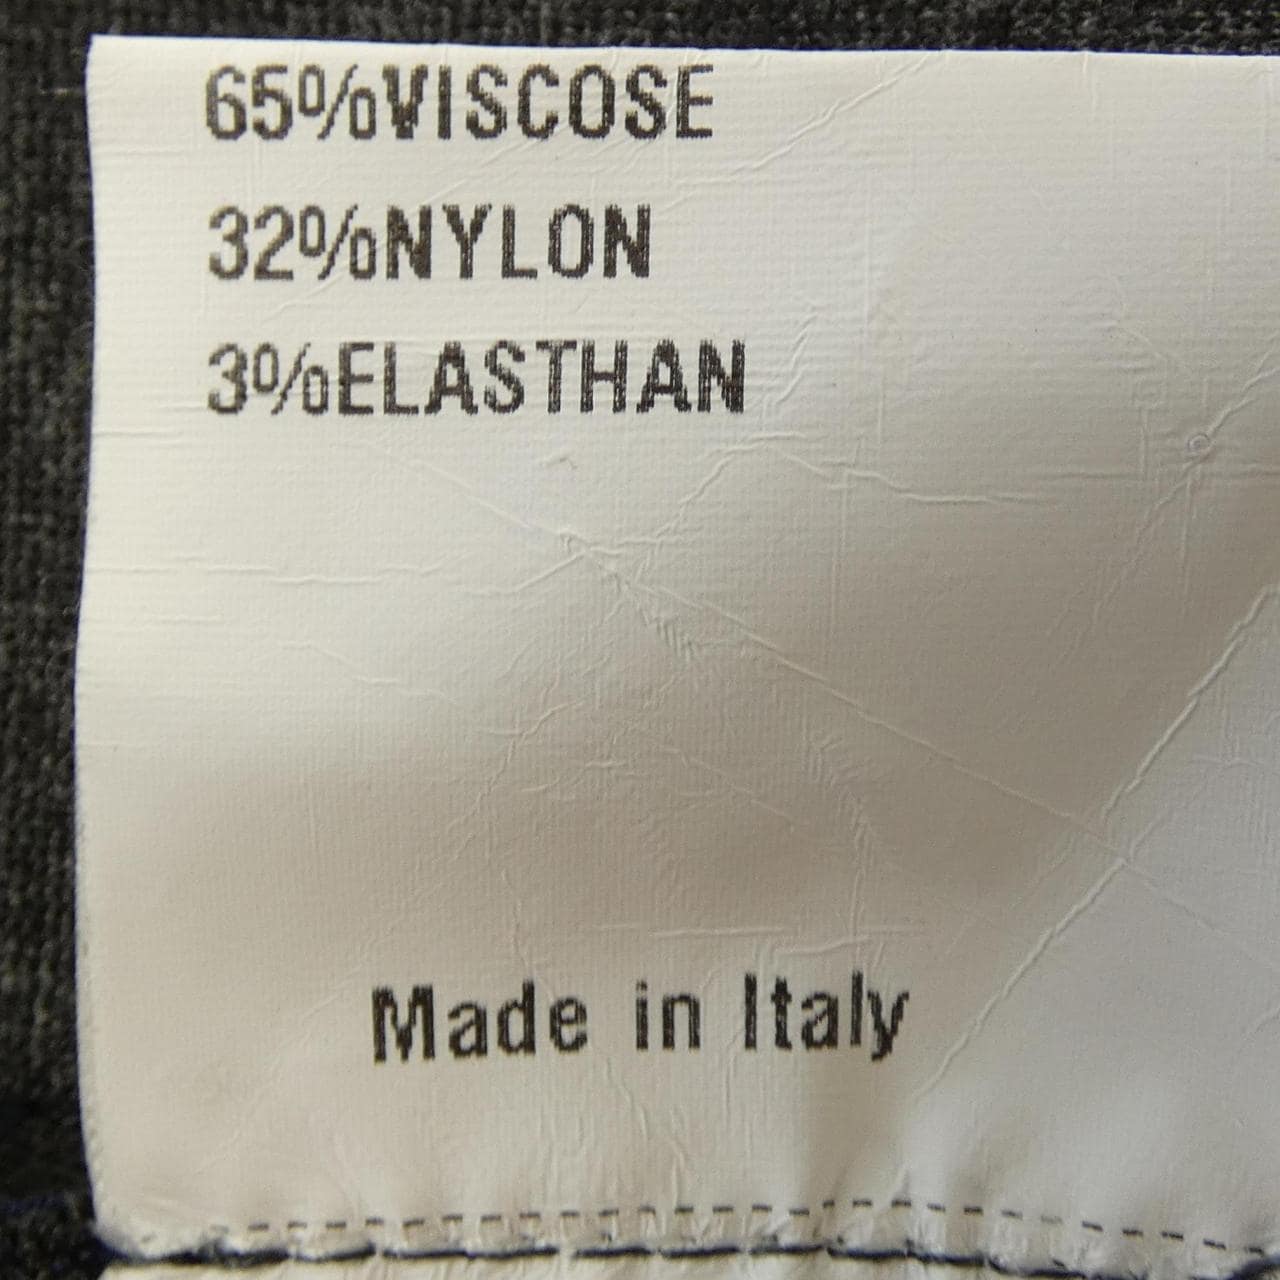 65%VISCOSE
32%NYLON
3%ELASTHAN
Made in Italy